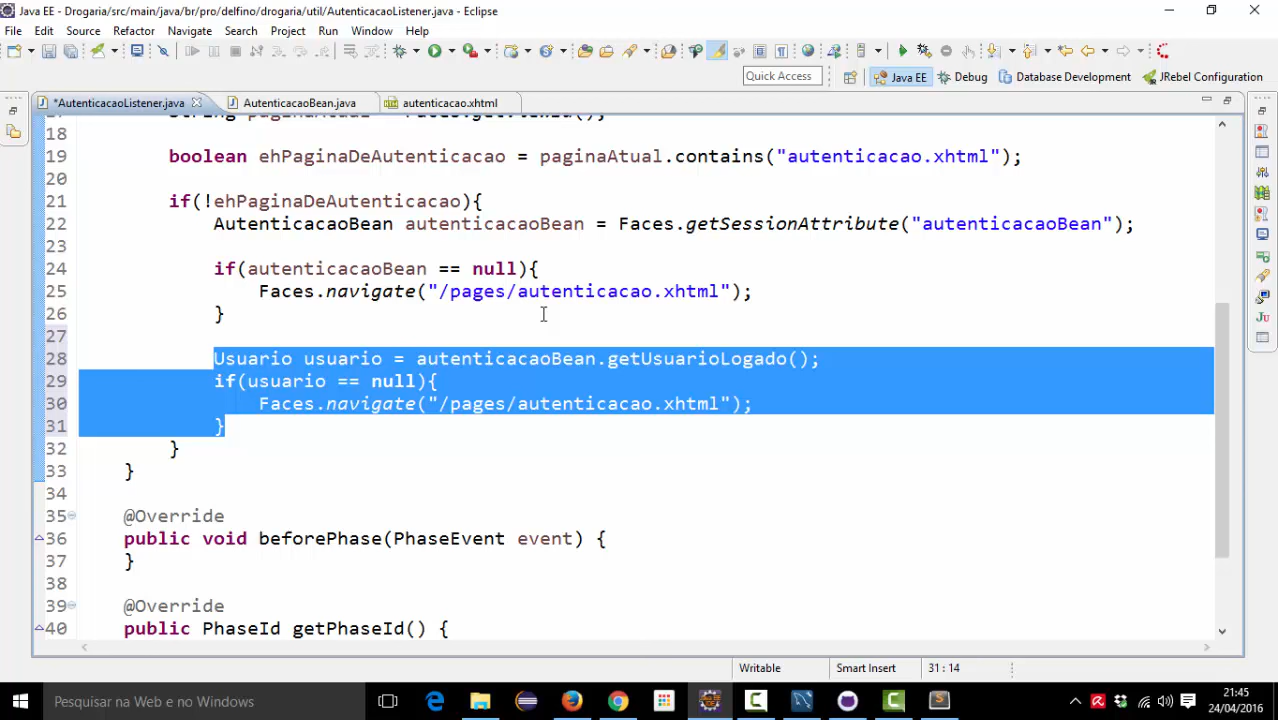 Java EE - Drogaria/src/main/java/br/pro/delfino/drogaria/util/AutenticacaoListener.java - Eclipse
File Edit Source Refactor Navigate Search Project Run Window Help
Quick Access
Java EE Debug Database Development JRebel Configuration
*AutenticacaoListener.java AutenticacaoBean.java autenticacao.xhtml
18
19 boolean ehPaginaDeAutenticacao = paginaAtual.contains("autenticacao.xhtml");
20
21 if(!ehPaginaDeAutenticacao){
22 AutenticacaoBean autenticacaoBean = Faces.getSessionAttribute("autenticacaoBean");
23
24 if(autenticacaoBean == null){
25 Faces.navigate("/pages/autenticacao.xhtml");
26 }
27
28 Usuario usuario = autenticacaoBean.getUsuarioLogado();
29 if(usuario == null){
30 Faces.navigate("/pages/autenticacao.xhtml");
31 }
32 }
33 }
34
35 @Override
36 public void beforePhase(PhaseEvent event) {
37 }
38
39 @Override
40 public PhaseId getPhaseId() {
Writable Smart Insert 31 : 14
Pesquisar na Web e no Windows
21:45
24/04/2016